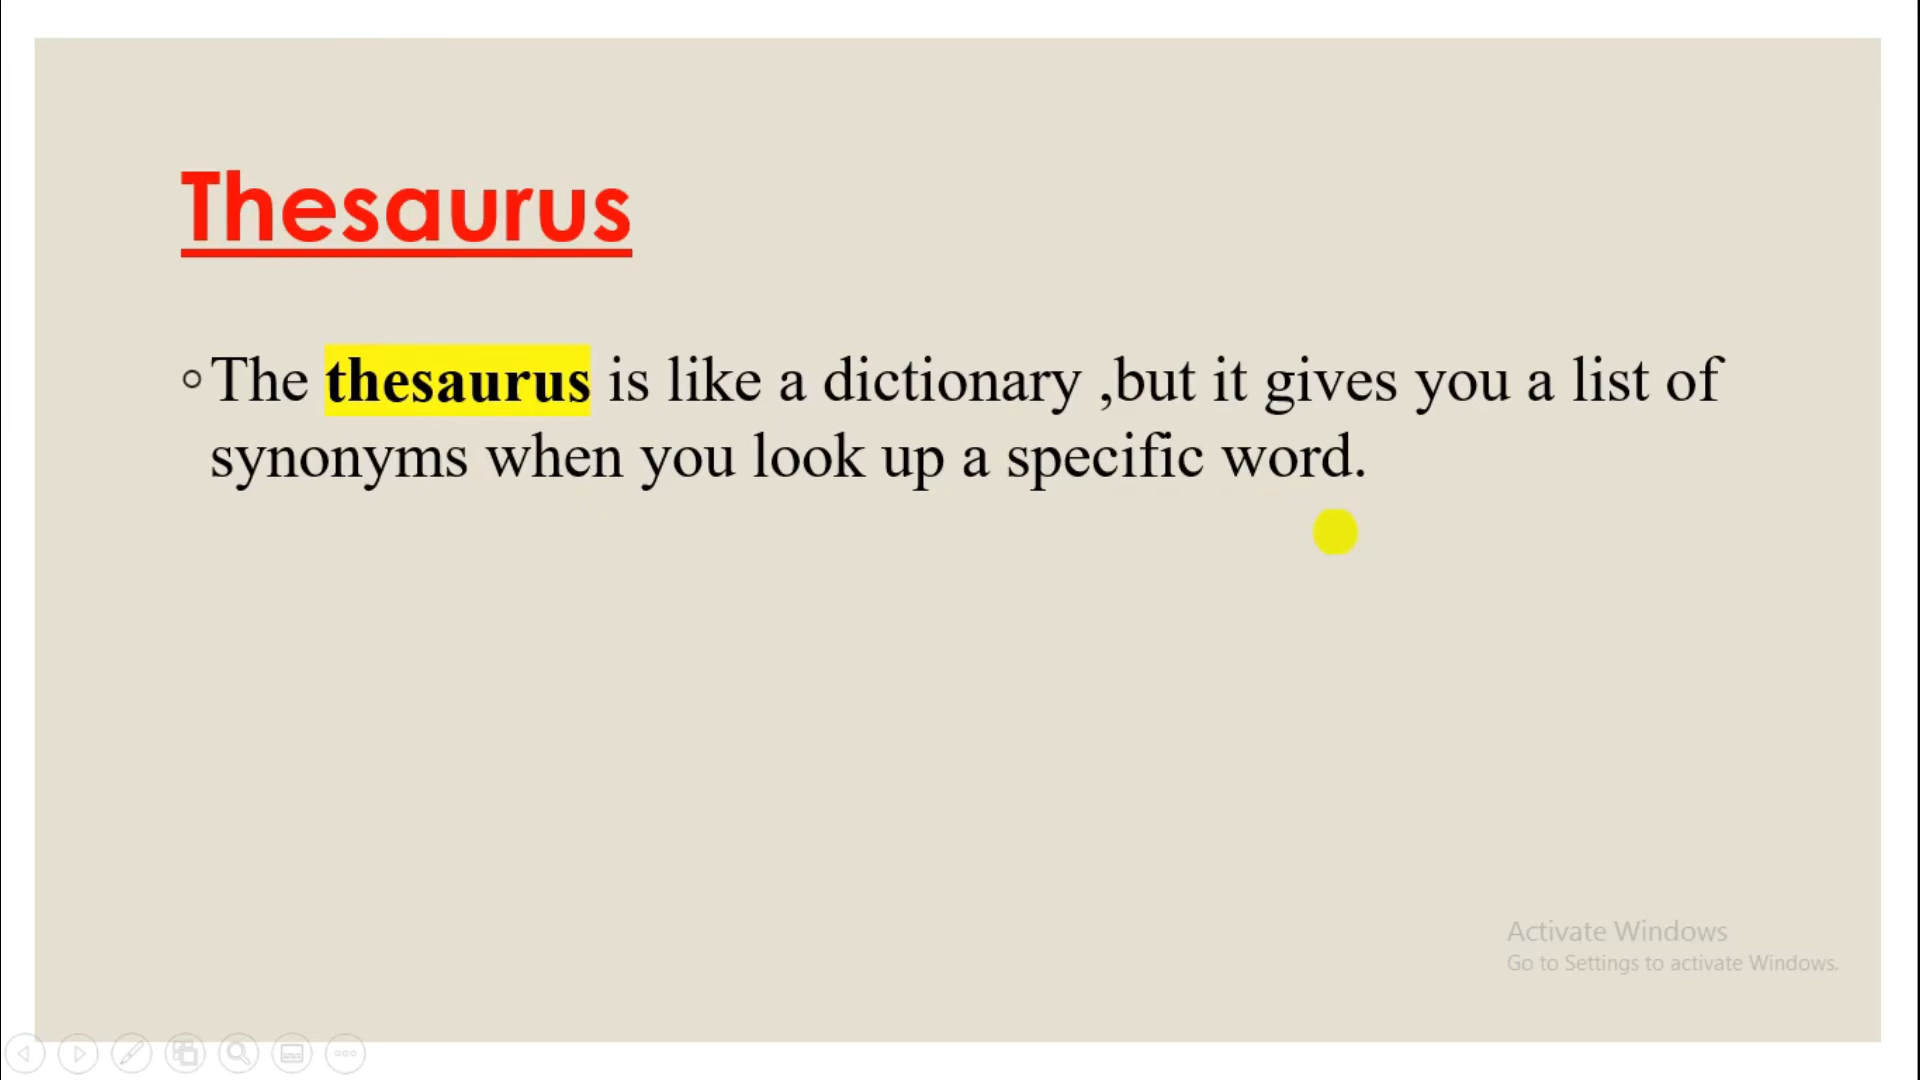 Thesaurus
◦The thesaurus is like a dictionary ,but it gives you a list of
synonyms when you look up a specific word.
Activate Windows
Go to Settings to activate Windows.